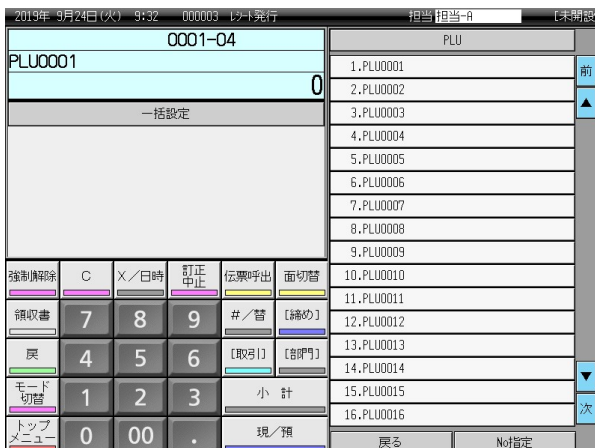 2019年 9月24日(火) 9:32 000003 ﾚｼｰﾄ発行 担当 担当-A [未開設
0001-04
PLU0001
0
一括設定
PLU
1.PLU0001
2.PLU0002
3.PLU0003
4.PLU0004
5.PLU0005
6.PLU0006
7.PLU0007
8.PLU0008
9.PLU0009
10.PLU0010
11.PLU0011
12.PLU0012
13.PLU0013
14.PLU0014
15.PLU0015
16.PLU0016
前
▲
▼
次
戻る No指定
強制解除 C X/日時 訂正中止 伝票呼出 面切替
領収書 7 8 9 #/替 [締め]
戻 4 5 6 [取引] [部門]
モード切替 1 2 3 小 計
トップメニュー 0 00 . 現/預